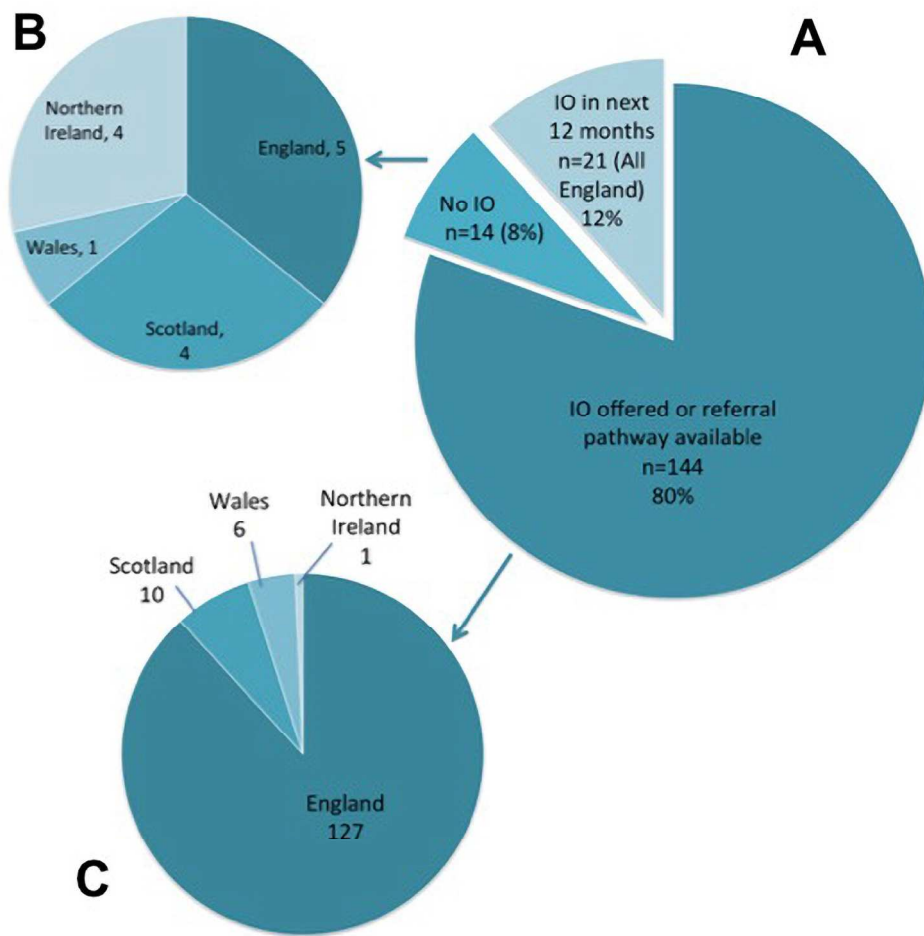 B
A
Northern
Ireland, 4
England, 5
Wales, 1
Scotland,
4
IO in next
12 months
n=21 (All
England)
12%
No IO
n=14 (8%)
IO offered or referral
pathway available
n=144
80%
Wales
6
Northern
Ireland
1
Scotland
10
England
127
C